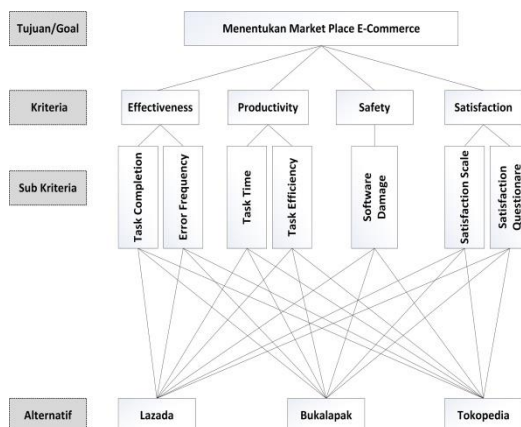 Tujuan/Goal
Menentukan Market Place E-Commerce
Kriteria
Effectiveness
Productivity
Safety
Satisfaction
Sub Kriteria
Task Completion
Error Frequency
Task Time
Task Efficiency
Software
Damage
Satisfaction Scale
Satisfaction
Questionare
Alternatif
Lazada
Bukalapak
Tokopedia